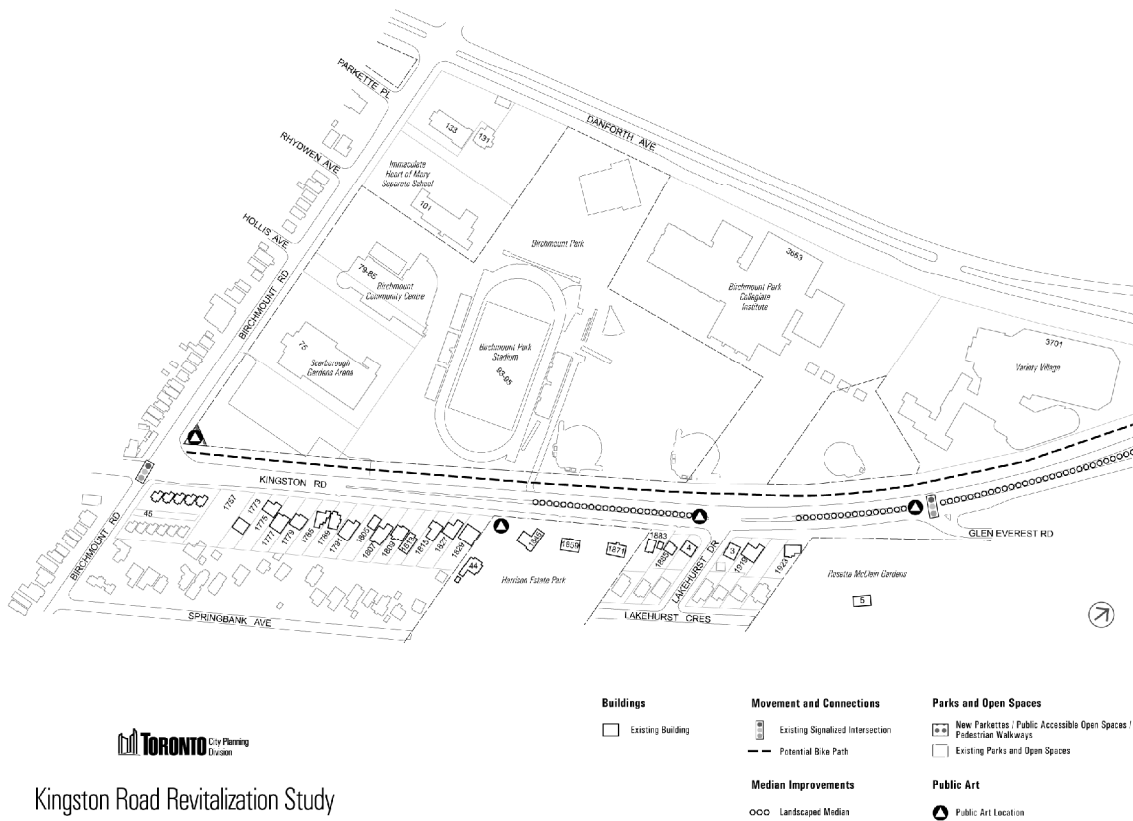 PARKETTE PL
RHYDWEN AVE
HOLLIS AVE
BIRCHMOUNT RD
DANFORTH AVE
133
131
Immaculate
Heart of Mary
Separate School
101
Birchmount Park
79-85
Birchmount
Community Centre
75
Scarborough
Gardens Arena
Birchmount Park
Stadium
93-95
3663
Birchmount Park
Collegiate
Institute
3701
Variety Village
KINGSTON RD
BIRCHMOUNT RD
45
1757
1773
1775
1777
1779
1785
1789
1791
1805
1807
1809
1813
1815
1821
1829
44
1859
1871
1883
1885
4
3
1919
1923
Harrison Estate Park
LAKEHURST DR
LAKEHURST CRES
SPRINGBANK AVE
GLEN EVEREST RD
Rosetta McClain Gardens
5
TORONTO City Planning
Division
Kingston Road Revitalization Study
Buildings
Existing Building
Movement and Connections
Existing Signalized Intersection
Potential Bike Path
Median Improvements
Landscaped Median
Parks and Open Spaces
New Parkettes / Public Accessible Open Spaces /
Pedestrian Walkways
Existing Parks and Open Spaces
Public Art
Public Art Location